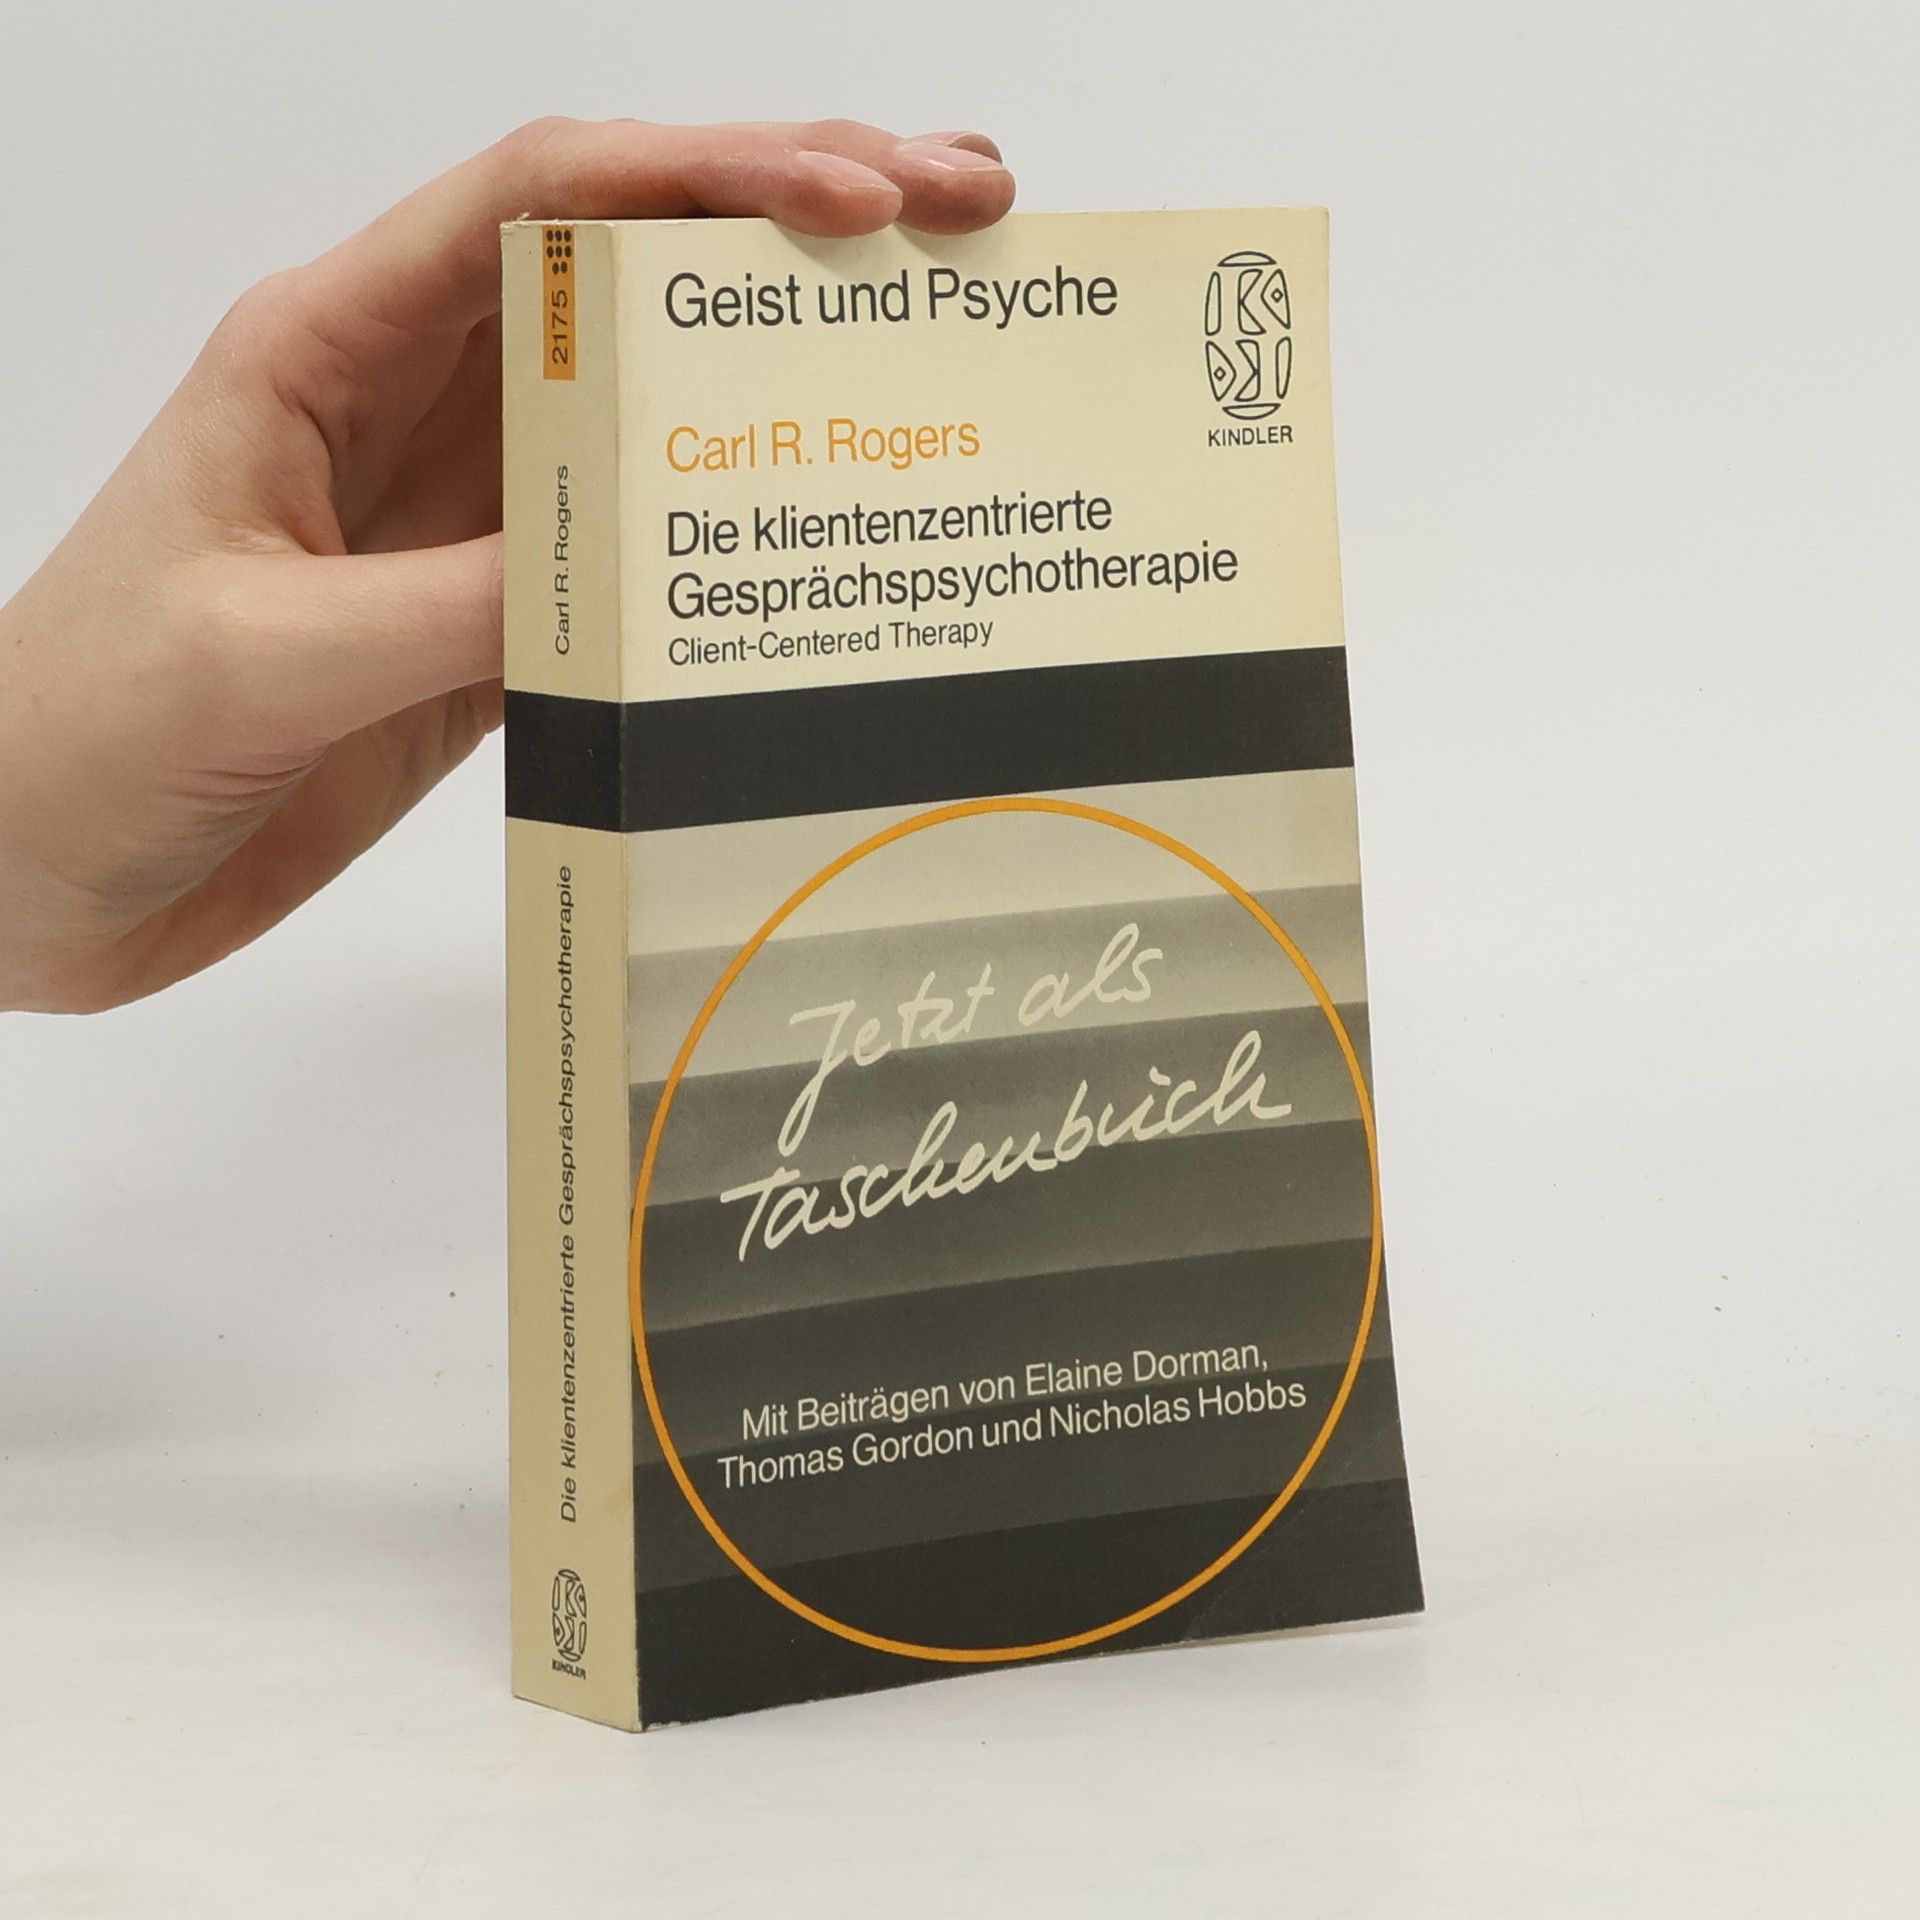 Geist und Psyche
KINDLER
Carl R. Rogers
Die klientenzentrierte
Gesprächspsychotherapie
Client-Centered Therapy
Jetzt als
Taschenbuch
Mit Beiträgen von Elaine Dorman,
Thomas Gordon und Nicholas Hobbs
2175
Carl R. Rogers
Die klientenzentrierte Gesprächspsychotherapie
KINDLER